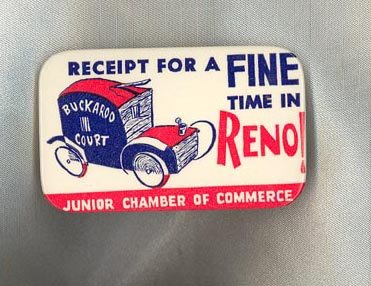 RECEIPT FOR A FINE
TIME IN
RENO!
BUCKAROO
COURT
JUNIOR CHAMBER OF COMMERCE